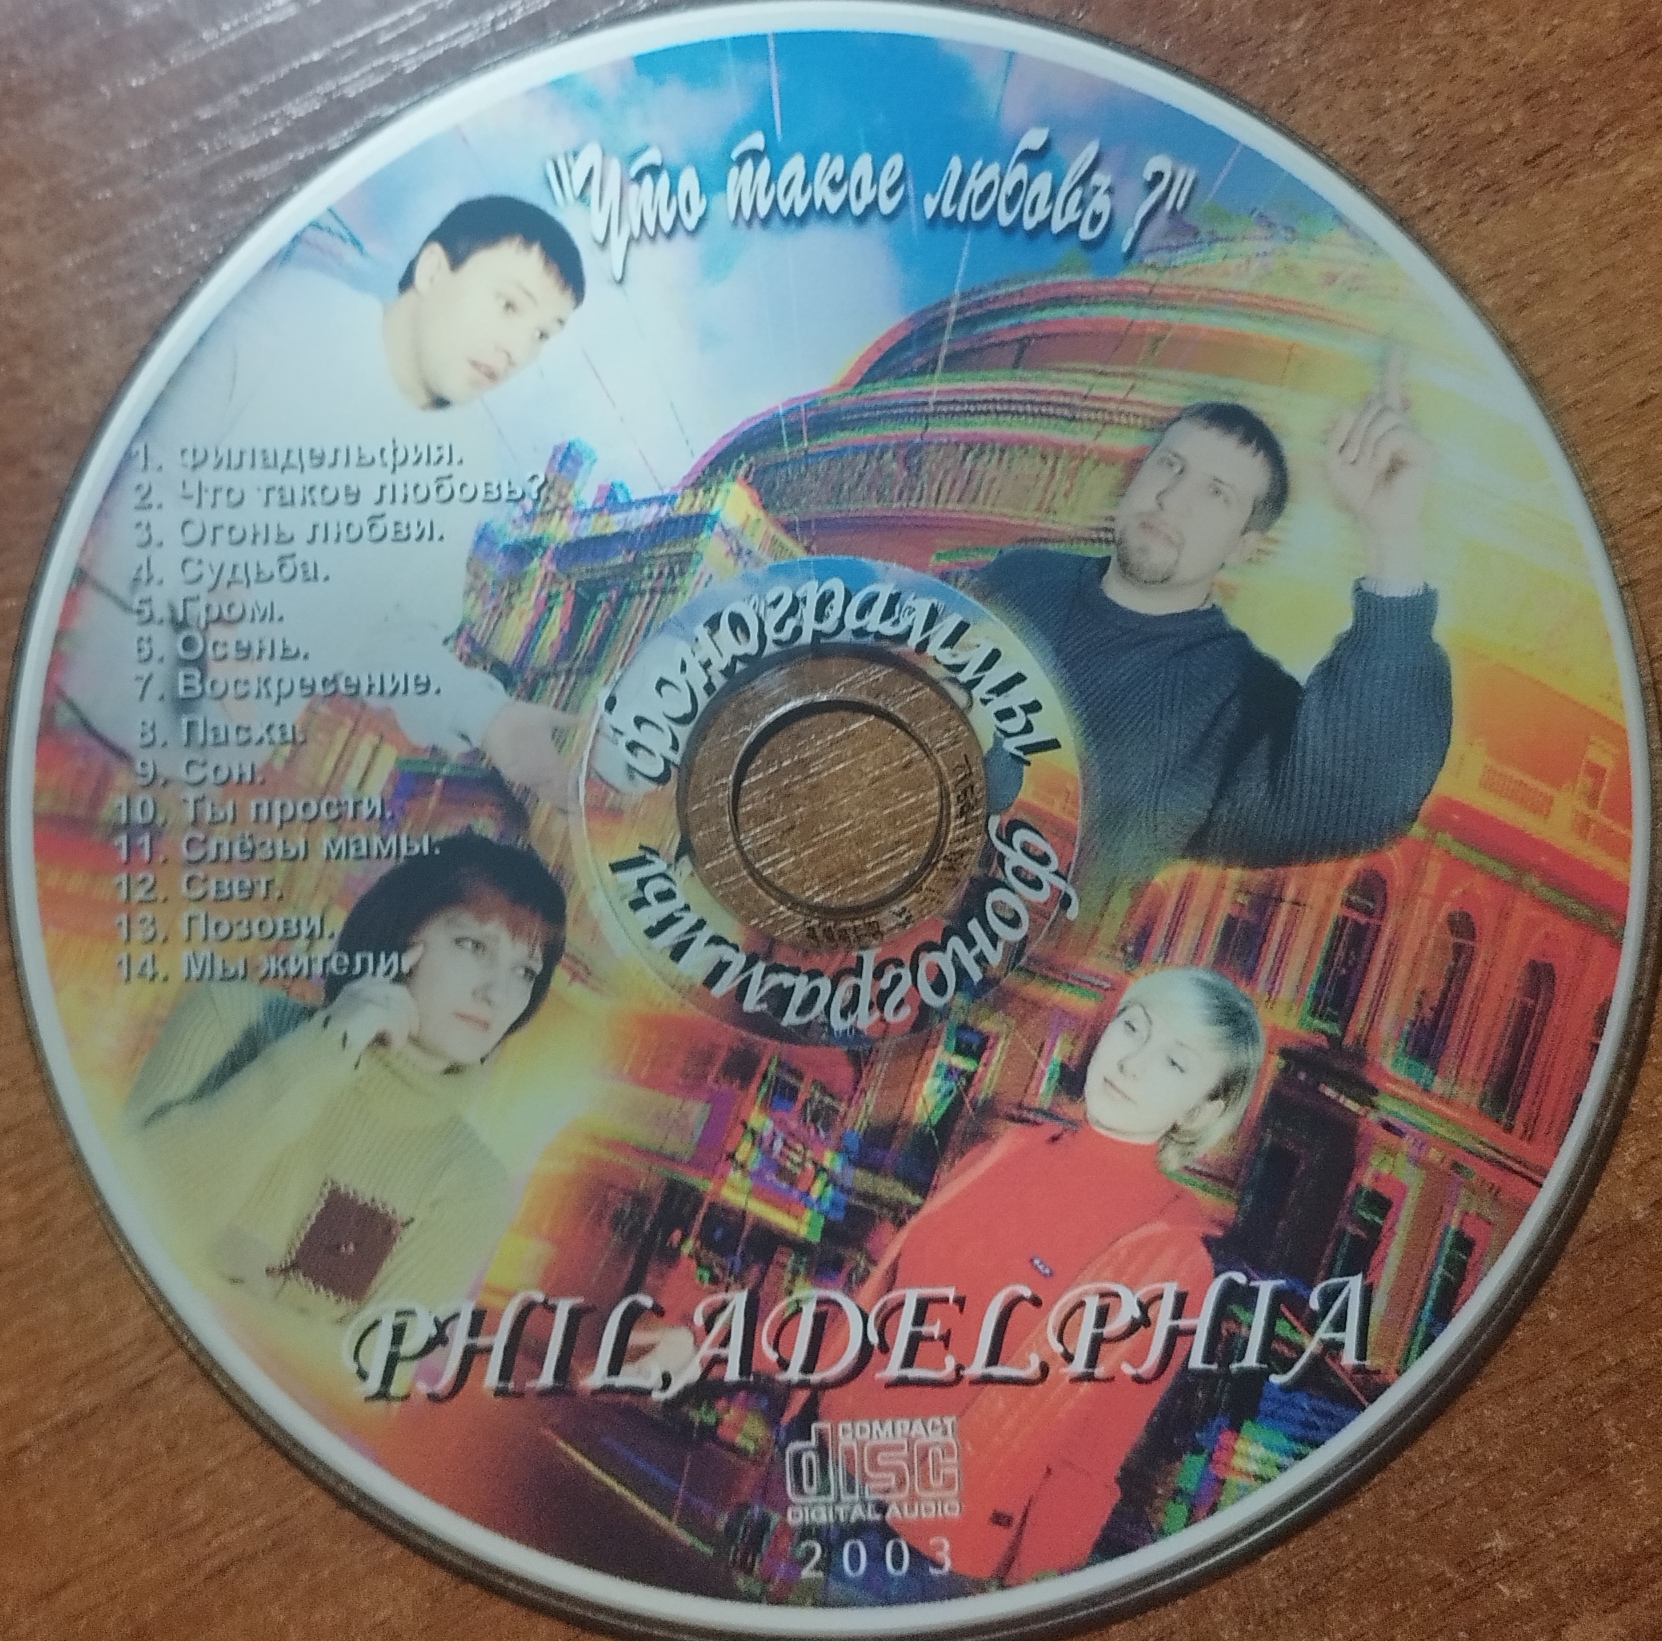 "Что такое любовь?"
1. Филадельфия.
2. Что такое любовь?
3. Огонь любви.
4. Судьба.
5. Гром.
6. Осень.
7. Воскресение.
8. Пасха.
9. Сон.
10. Ты прости.
11. Слёзы мамы.
12. Свет.
13. Позови.
14. Мы жители.
фонограммы
фонограммы
PHILADELPHIA
COMPACT
disc
DIGITAL AUDIO
2003